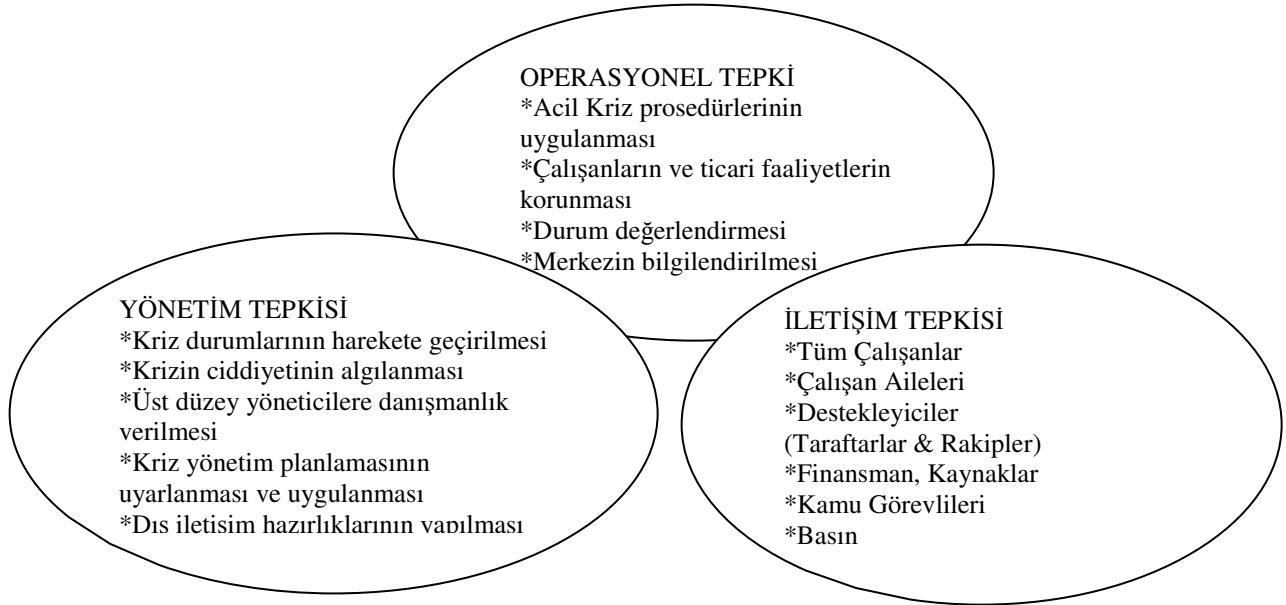 OPERASYONEL TEPKİ
*Acil Kriz prosedürlerinin
uygulanması
*Çalışanların ve ticari faaliyetlerin
korunması
*Durum değerlendirmesi
*Merkezin bilgilendirilmesi
YÖNETİM TEPKİSİ
*Kriz durumlarının harekete geçirilmesi
*Krizin ciddiyetinin algılanması
*Üst düzey yöneticilere danışmanlık
verilmesi
*Kriz yönetim planlamasının
uyarlanması ve uygulanması
*Dış iletişim hazırlıklarının yapılması
İLETİŞİM TEPKİSİ
*Tüm Çalışanlar
*Çalışan Aileleri
*Destekleyiciler
(Taraftarlar & Rakipler)
*Finansman, Kaynaklar
*Kamu Görevlileri
*Basın